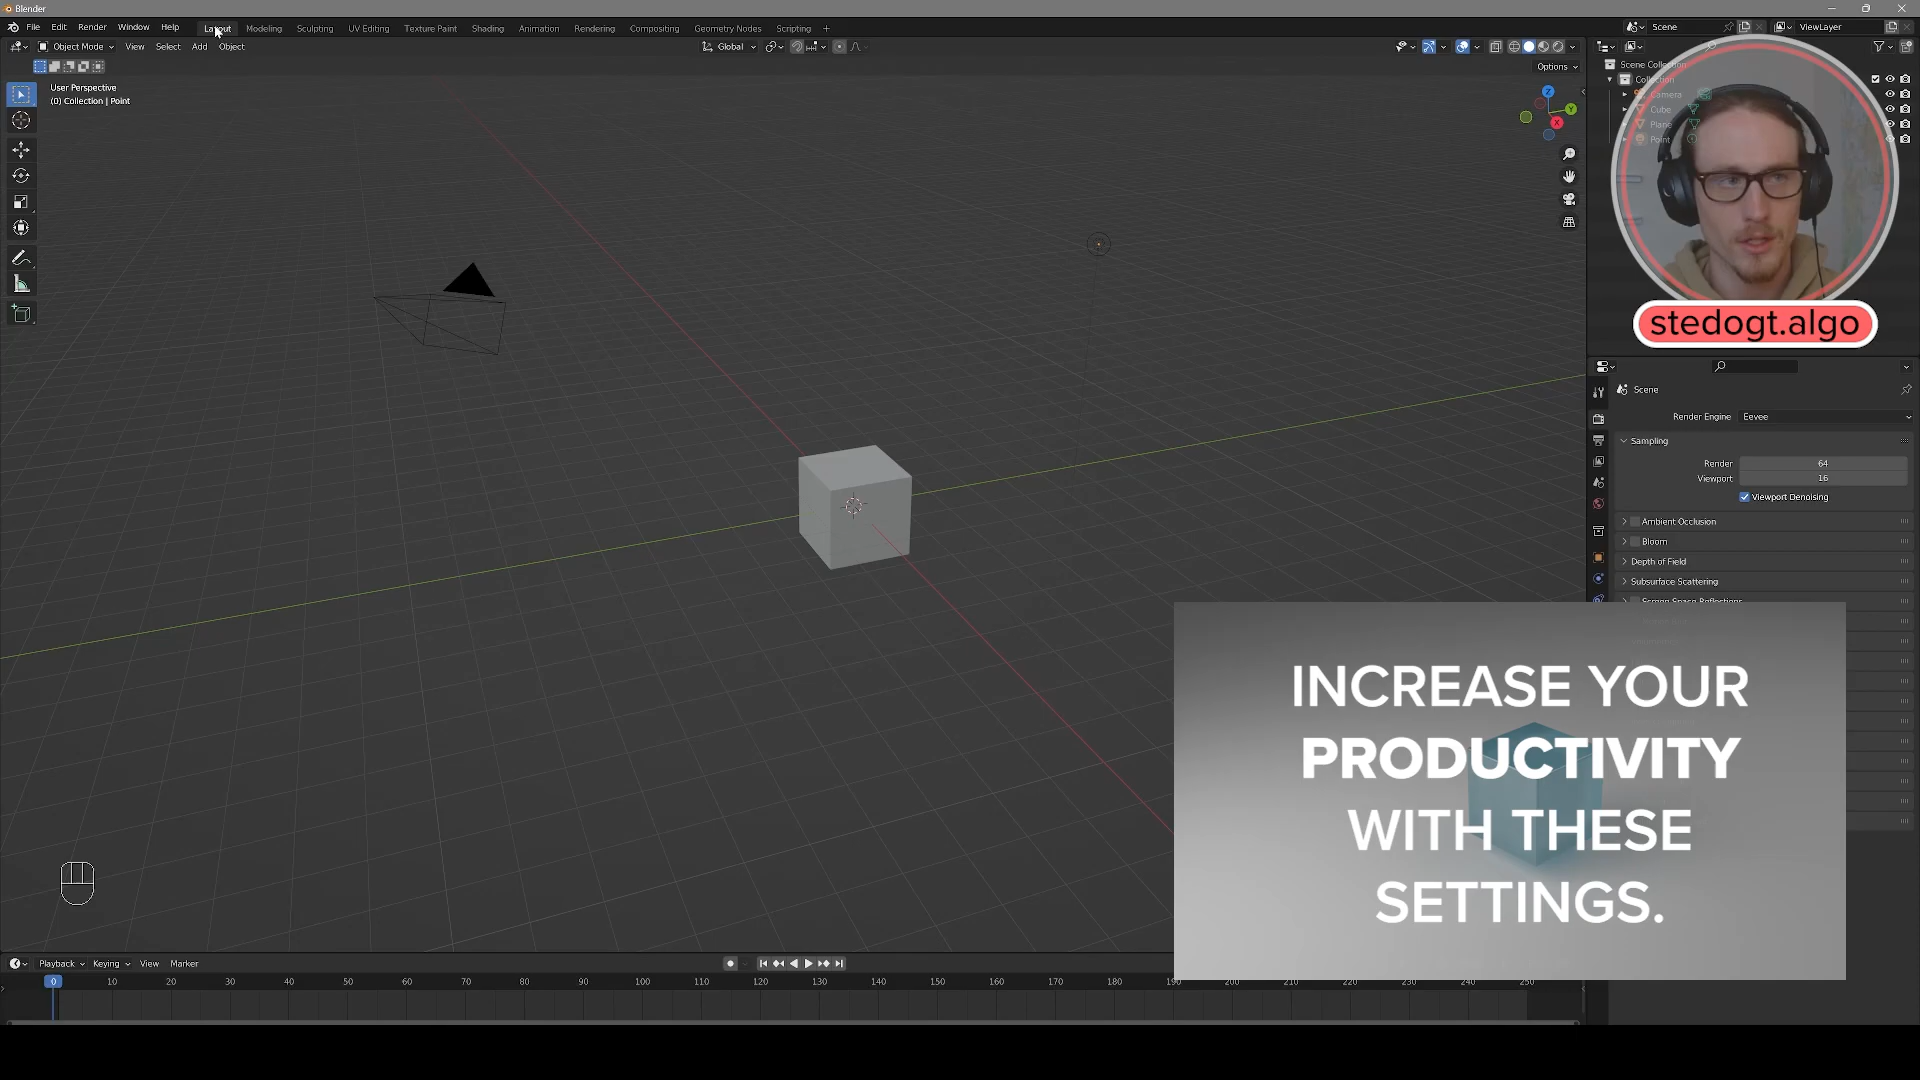 Blender
File Edit Render Window Help Layout Modeling Sculpting UV Editing Texture Paint Shading Animation Rendering Compositing Geometry Nodes Scripting + Scene ViewLayer
Object Mode View Select Add Object Global
Options
User Perspective
(0) Collection | Point
Z
Y
X
Scene Collection
Collection
Camera
Cube
Plane
Point
stedogt.algo
Scene
Render Engine Eevee
Sampling
Render 64
Viewport 16
Viewport Denoising
Ambient Occlusion
Bloom
Depth of Field
Subsurface Scattering
Screen Space Reflections
INCREASE YOUR
PRODUCTIVITY
WITH THESE
SETTINGS.
Playback Keying View Marker
0 10 20 30 40 50 60 70 80 90 100 110 120 130 140 150 160 170 180 190 200 210 220 230 240 250